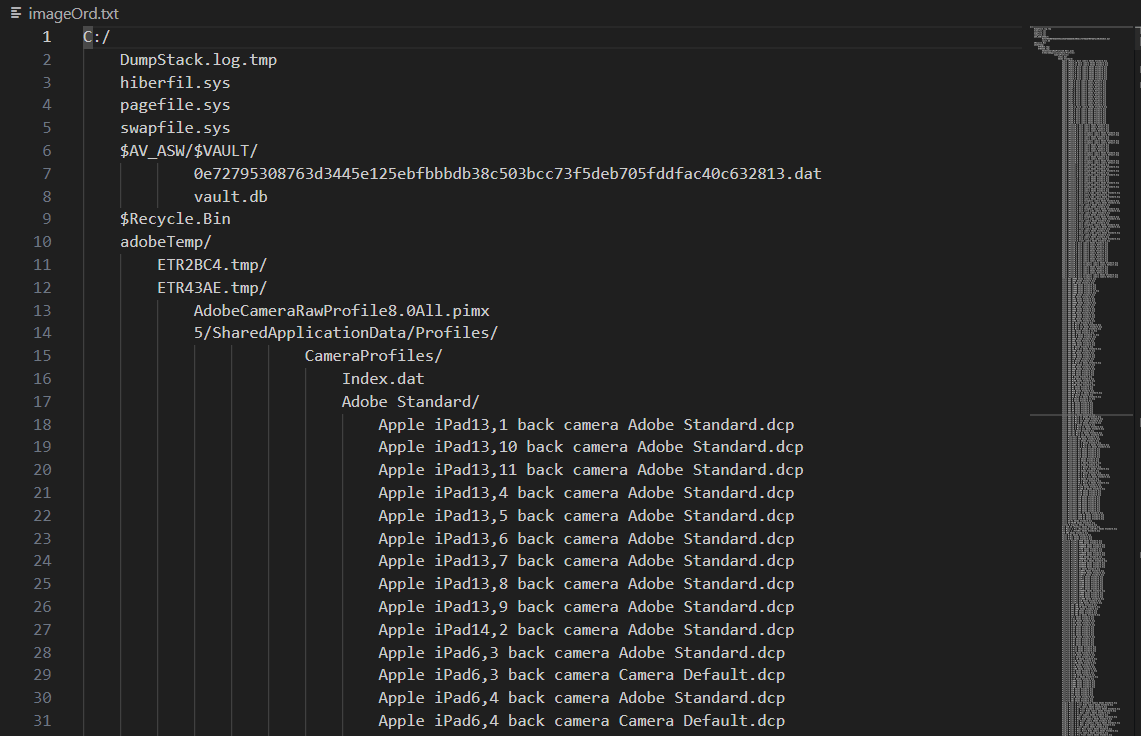 imageOrd.txt
1 C:/
2 DumpStack.log.tmp
3 hiberfil.sys
4 pagefile.sys
5 swapfile.sys
6 $AV_ASW/$VAULT/
7 0e72795308763d3445e125ebfbbbdb38c503bcc73f5deb705fddfac40c632813.dat
8 vault.db
9 $Recycle.Bin
10 adobeTemp/
11 ETR2BC4.tmp/
12 ETR43AE.tmp/
13 AdobeCameraRawProfile8.0All.pimx
14 5/SharedApplicationData/Profiles/
15 CameraProfiles/
16 Index.dat
17 Adobe Standard/
18 Apple iPad13,1 back camera Adobe Standard.dcp
19 Apple iPad13,10 back camera Adobe Standard.dcp
20 Apple iPad13,11 back camera Adobe Standard.dcp
21 Apple iPad13,4 back camera Adobe Standard.dcp
22 Apple iPad13,5 back camera Adobe Standard.dcp
23 Apple iPad13,6 back camera Adobe Standard.dcp
24 Apple iPad13,7 back camera Adobe Standard.dcp
25 Apple iPad13,8 back camera Adobe Standard.dcp
26 Apple iPad13,9 back camera Adobe Standard.dcp
27 Apple iPad14,2 back camera Adobe Standard.dcp
28 Apple iPad6,3 back camera Adobe Standard.dcp
29 Apple iPad6,3 back camera Camera Default.dcp
30 Apple iPad6,4 back camera Adobe Standard.dcp
31 Apple iPad6,4 back camera Camera Default.dcp